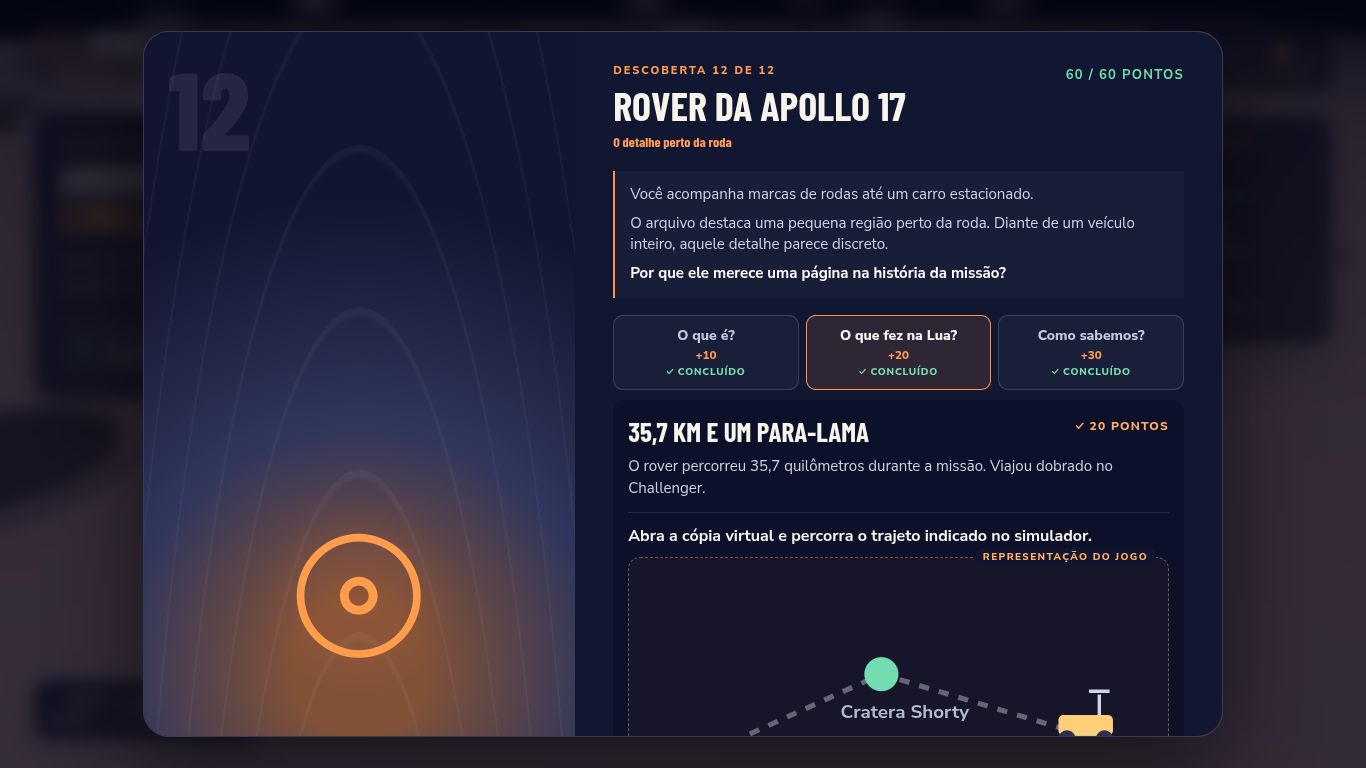 12
DESCOBERTA 12 DE 12
60 / 60 PONTOS
ROVER DA APOLLO 17
O detalhe perto da roda
Você acompanha marcas de rodas até um carro estacionado.
O arquivo destaca uma pequena região perto da roda. Diante de um veículo
inteiro, aquele detalhe parece discreto.
Por que ele merece uma página na história da missão?
O que é?
+10
✓ CONCLUÍDO
O que fez na Lua?
+20
✓ CONCLUÍDO
Como sabemos?
+30
✓ CONCLUÍDO
35,7 KM E UM PARA-LAMA
✓ 20 PONTOS
O rover percorreu 35,7 quilômetros durante a missão. Viajou dobrado no
Challenger.
Abra a cópia virtual e percorra o trajeto indicado no simulador.
REPRESENTAÇÃO DO JOGO
Cratera Shorty